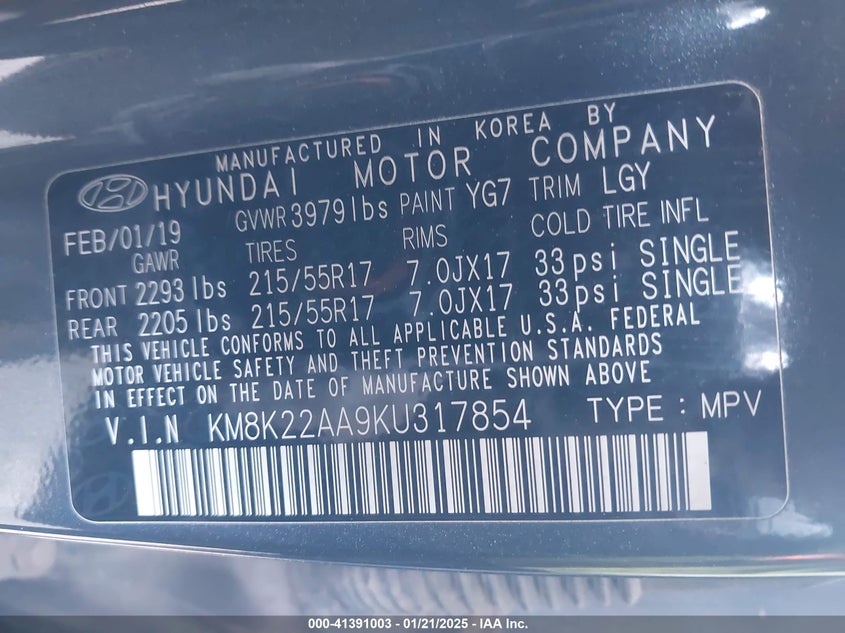 MANUFACTURED IN KOREA BY
HYUNDAI MOTOR COMPANY
FEB/01/19 GVWR 3979lbs PAINT YG7 TRIM LGY
GAWR TIRES RIMS COLD TIRE INFL
FRONT 2293 lbs 215/55R17 7.0JX17 33psi SINGLE
REAR 2205 lbs 215/55R17 7.0JX17 33psi SINGLE
THIS VEHICLE CONFORMS TO ALL APPLICABLE U.S.A. FEDERAL
MOTOR VEHICLE SAFETY AND THEFT PREVENTION STANDARDS
IN EFFECT ON THE DATE OF MANUFACTURE SHOWN ABOVE
V.I.N KM8K22AA9KU317854 TYPE : MPV
000-41391003 — 01/21/2025 — IAA Inc.